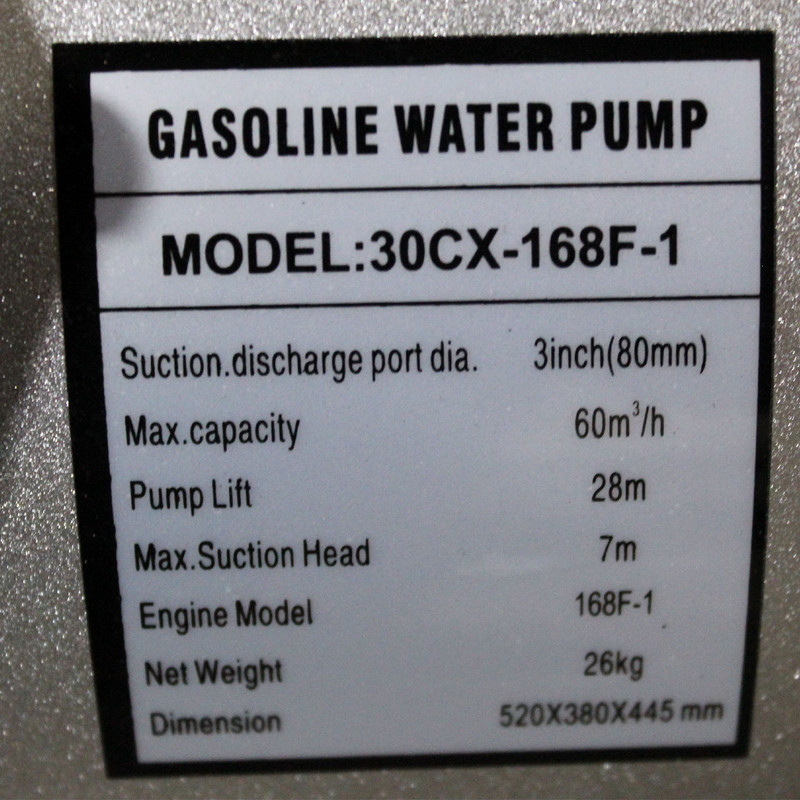 GASOLINE WATER PUMP
MODEL:30CX-168F-1
Suction.discharge port dia. 3inch(80mm)
Max.capacity 60m³/h
Pump Lift 28m
Max.Suction Head 7m
Engine Model 168F-1
Net Weight 26kg
Dimension 520X380X445 mm